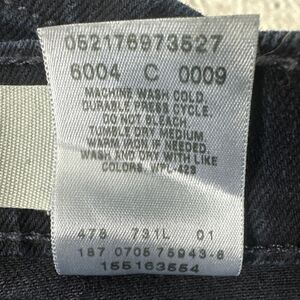 052176973527
6004 C 0009
MACHINE WASH COLD.
DURABLE PRESS CYCLE.
DO NOT BLEACH.
TUMBLE DRY MEDIUM.
WARM IRON IF NEEDED.
WASH AND DRY WITH LIKE
COLORS. WPL-423
478 731L 01
187 0705 75943-8
155163554